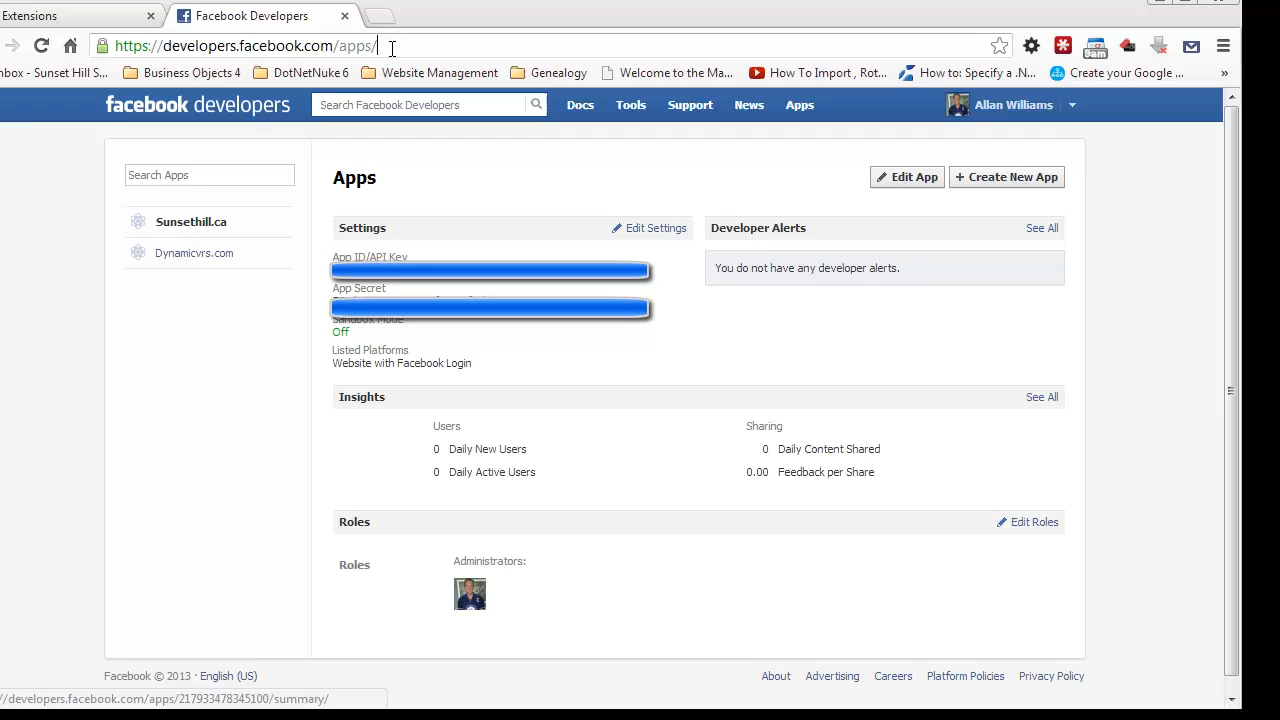 Extensions
Facebook Developers
https://developers.facebook.com/apps/
9am
nbox - Sunset Hill S...
Business Objects 4
DotNetNuke 6
Website Management
Genealogy
Welcome to the Ma...
How To Import , Rot...
How to: Specify a .N...
Create your Google ...
»
facebook developers
Search Facebook Developers
Docs
Tools
Support
News
Apps
Allan Williams
Search Apps
Sunsethill.ca
Dynamicvrs.com
Apps
Edit App
+ Create New App
Settings
Edit Settings
App ID/API Key
App Secret
Sandbox Mode
Off
Listed Platforms
Website with Facebook Login
Developer Alerts
See All
You do not have any developer alerts.
Insights
See All
Users
0 Daily New Users
0 Daily Active Users
Sharing
0 Daily Content Shared
0.00 Feedback per Share
Roles
Edit Roles
Roles
Administrators:
Facebook © 2013 · English (US)
About
Advertising
Careers
Platform Policies
Privacy Policy
//developers.facebook.com/apps/217933478345100/summary/